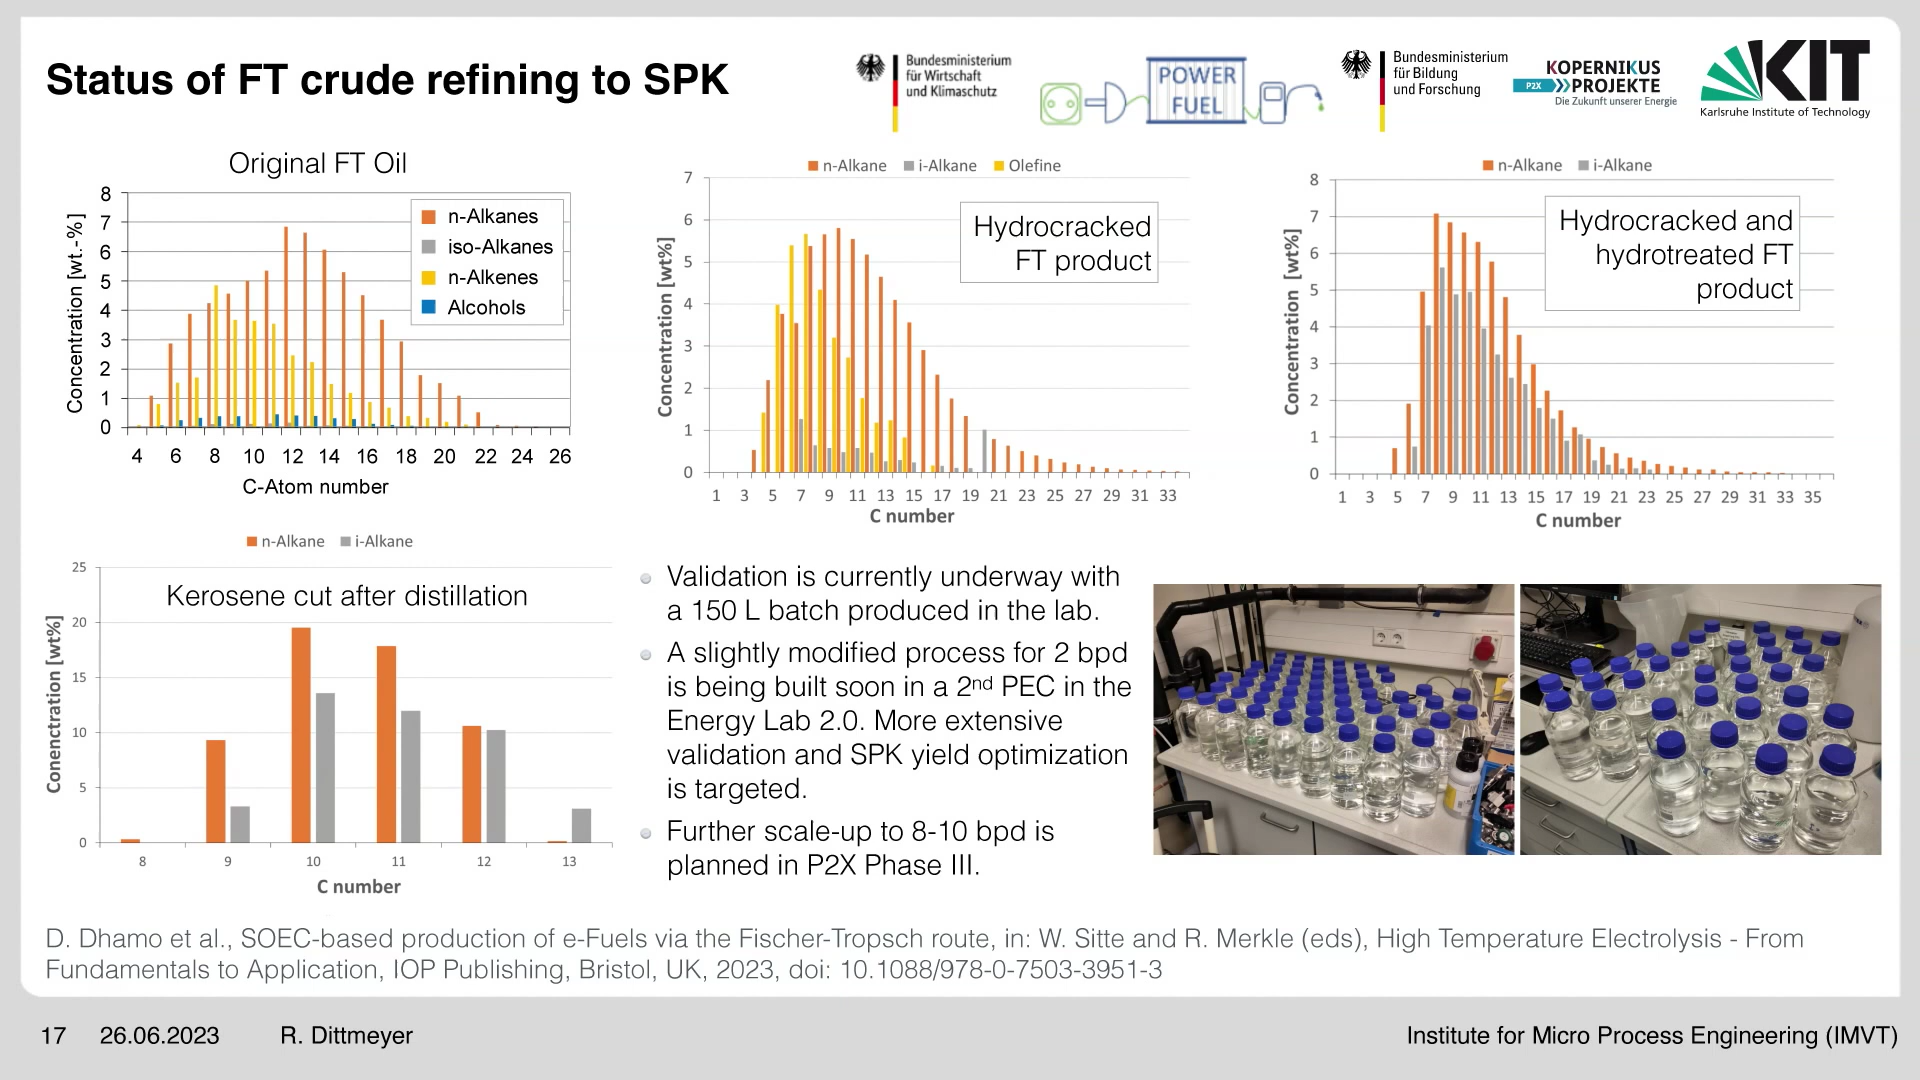 Status of FT crude refining to SPK
Bundesministerium
für Wirtschaft
und Klimaschutz
POWER
FUEL
Bundesministerium
für Bildung
und Forschung
KOPERNIKUS
P2X PROJEKTE
Die Zukunft unserer Energie
KIT
Karlsruhe Institute of Technology
Original FT Oil
Concentration [wt.-%]
8
7
6
5
4
3
2
1
0
n-Alkanes
iso-Alkanes
n-Alkenes
Alcohols
4 6 8 10 12 14 16 18 20 22 24 26
C-Atom number
n-Alkane i-Alkane Olefine
Hydrocracked
FT product
Concentration [wt%]
7
6
5
4
3
2
1
0
1 3 5 7 9 11 13 15 17 19 21 23 25 27 29 31 33
C number
n-Alkane i-Alkane
Hydrocracked and
hydrotreated FT
product
Concentration [wt%]
8
7
6
5
4
3
2
1
0
1 3 5 7 9 11 13 15 17 19 21 23 25 27 29 31 33 35
C number
n-Alkane i-Alkane
Kerosene cut after distillation
Conenctration [wt%]
25
20
15
10
5
0
8 9 10 11 12 13
C number
Validation is currently underway with
a 150 L batch produced in the lab.
A slightly modified process for 2 bpd
is being built soon in a 2nd PEC in the
Energy Lab 2.0. More extensive
validation and SPK yield optimization
is targeted.
Further scale-up to 8-10 bpd is
planned in P2X Phase III.
D. Dhamo et al., SOEC-based production of e-Fuels via the Fischer-Tropsch route, in: W. Sitte and R. Merkle (eds), High Temperature Electrolysis - From
Fundamentals to Application, IOP Publishing, Bristol, UK, 2023, doi: 10.1088/978-0-7503-3951-3
17 26.06.2023 R. Dittmeyer
Institute for Micro Process Engineering (IMVT)